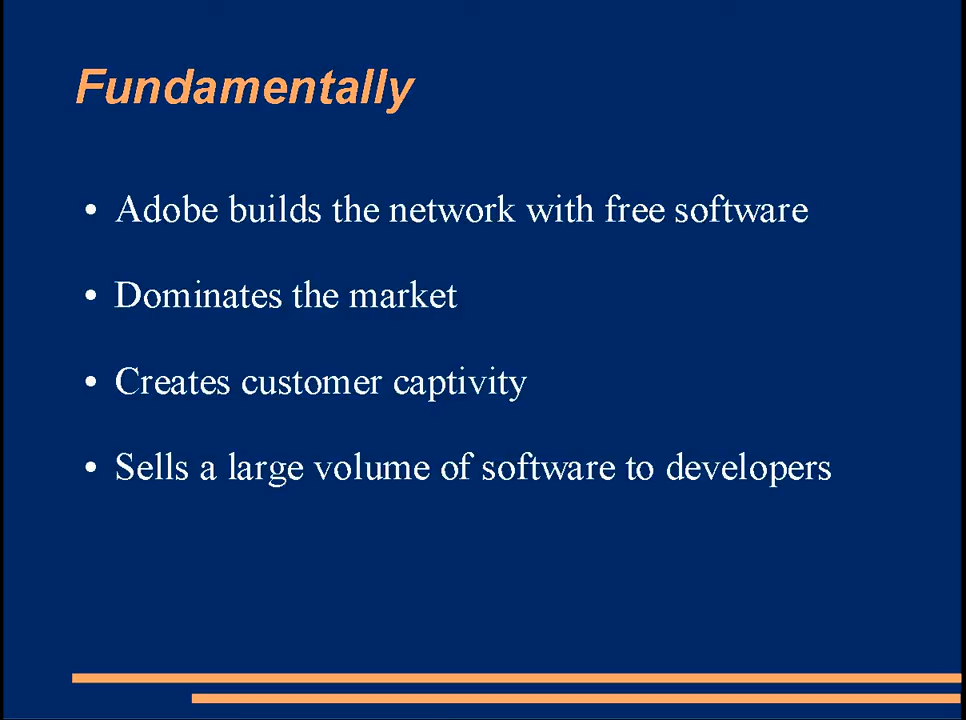 Fundamentally
• Adobe builds the network with free software
• Dominates the market
• Creates customer captivity
• Sells a large volume of software to developers